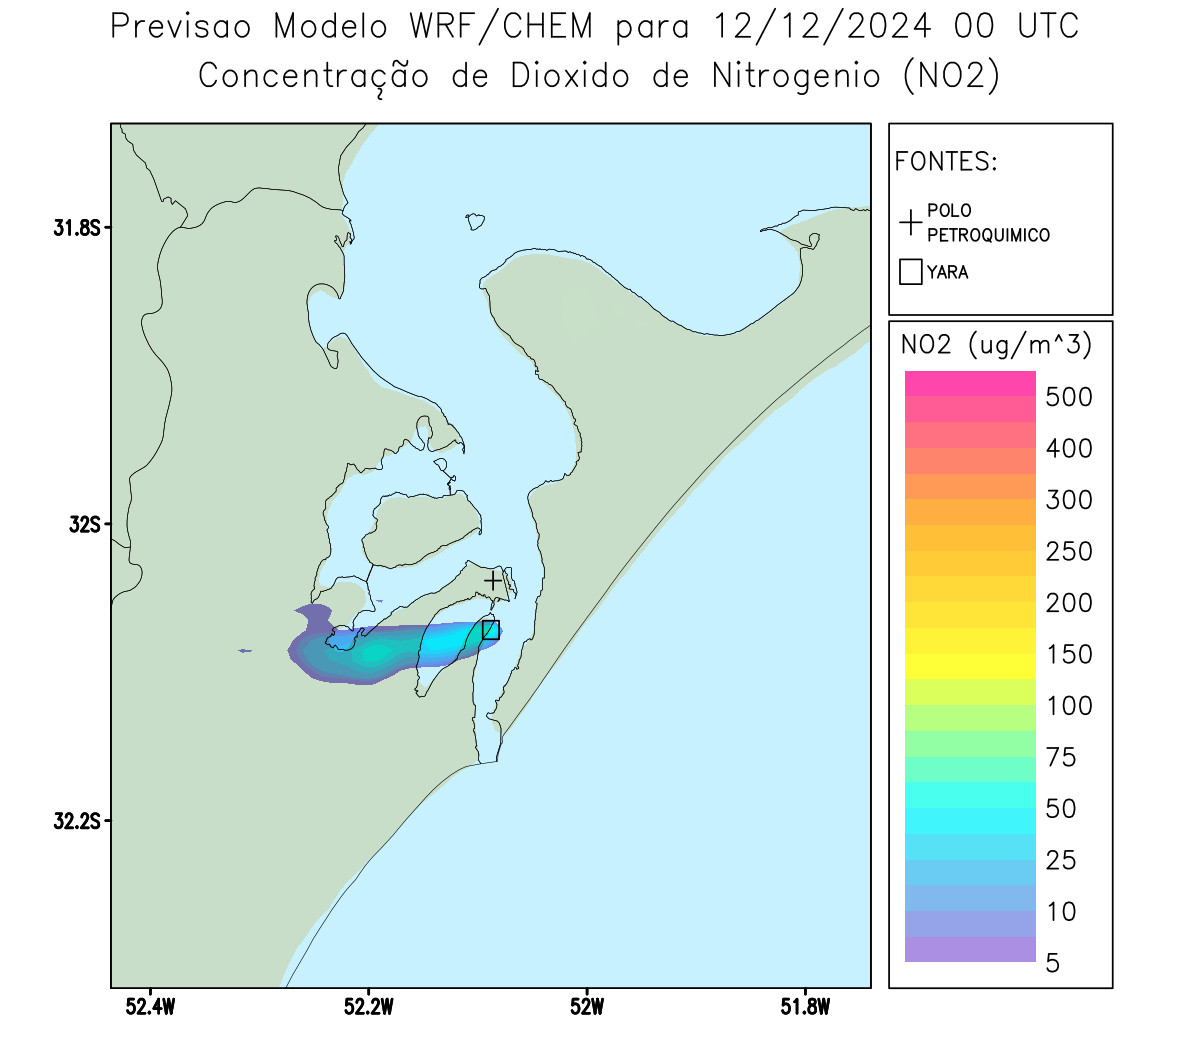 Previsao Modelo WRF/CHEM para 12/12/2024 00 UTC
Concentração de Dioxido de Nitrogenio (NO2)
FONTES:
POLO
PETROQUIMICO
YARA
NO2 (ug/m^3)
500
400
300
250
200
150
100
75
50
25
10
5
31.8S
32S
32.2S
52.4W
52.2W
52W
51.8W